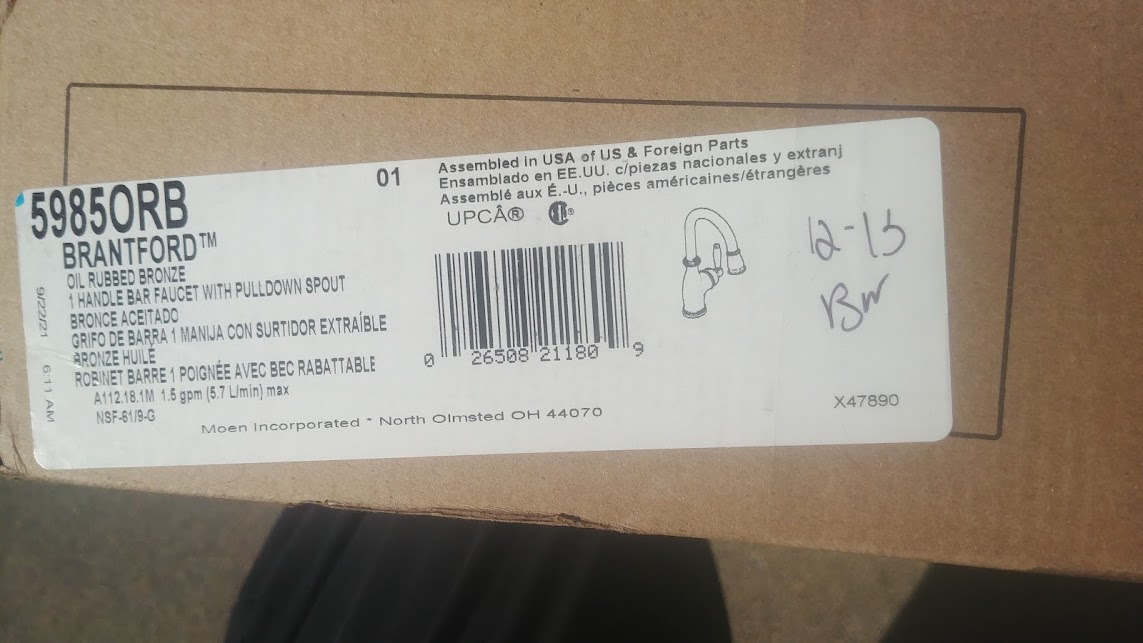 5985ORB
BRANTFORD™
OIL RUBBED BRONZE
1 HANDLE BAR FAUCET WITH PULLDOWN SPOUT
BRONCE ACEITADO
GRIFO DE BARRA 1 MANIJA CON SURTIDOR EXTRAÍBLE
BRONZE HUILÉ
ROBINET BARRE 1 POIGNÉE AVEC BEC RABATTABLE
A112.18.1M 1.5 gpm (5.7 L/min) max
NSF-61/9-G
9/22/21 6:11 AM
01
Assembled in USA of US & Foreign Parts
Ensamblado en EE.UU. c/piezas nacionales y extranj
Assemblé aux É.-U., pièces américaines/étrangères
UPCÂ®
0 26508 21180 9
12-13
BW
X47890
Moen Incorporated * North Olmsted OH 44070